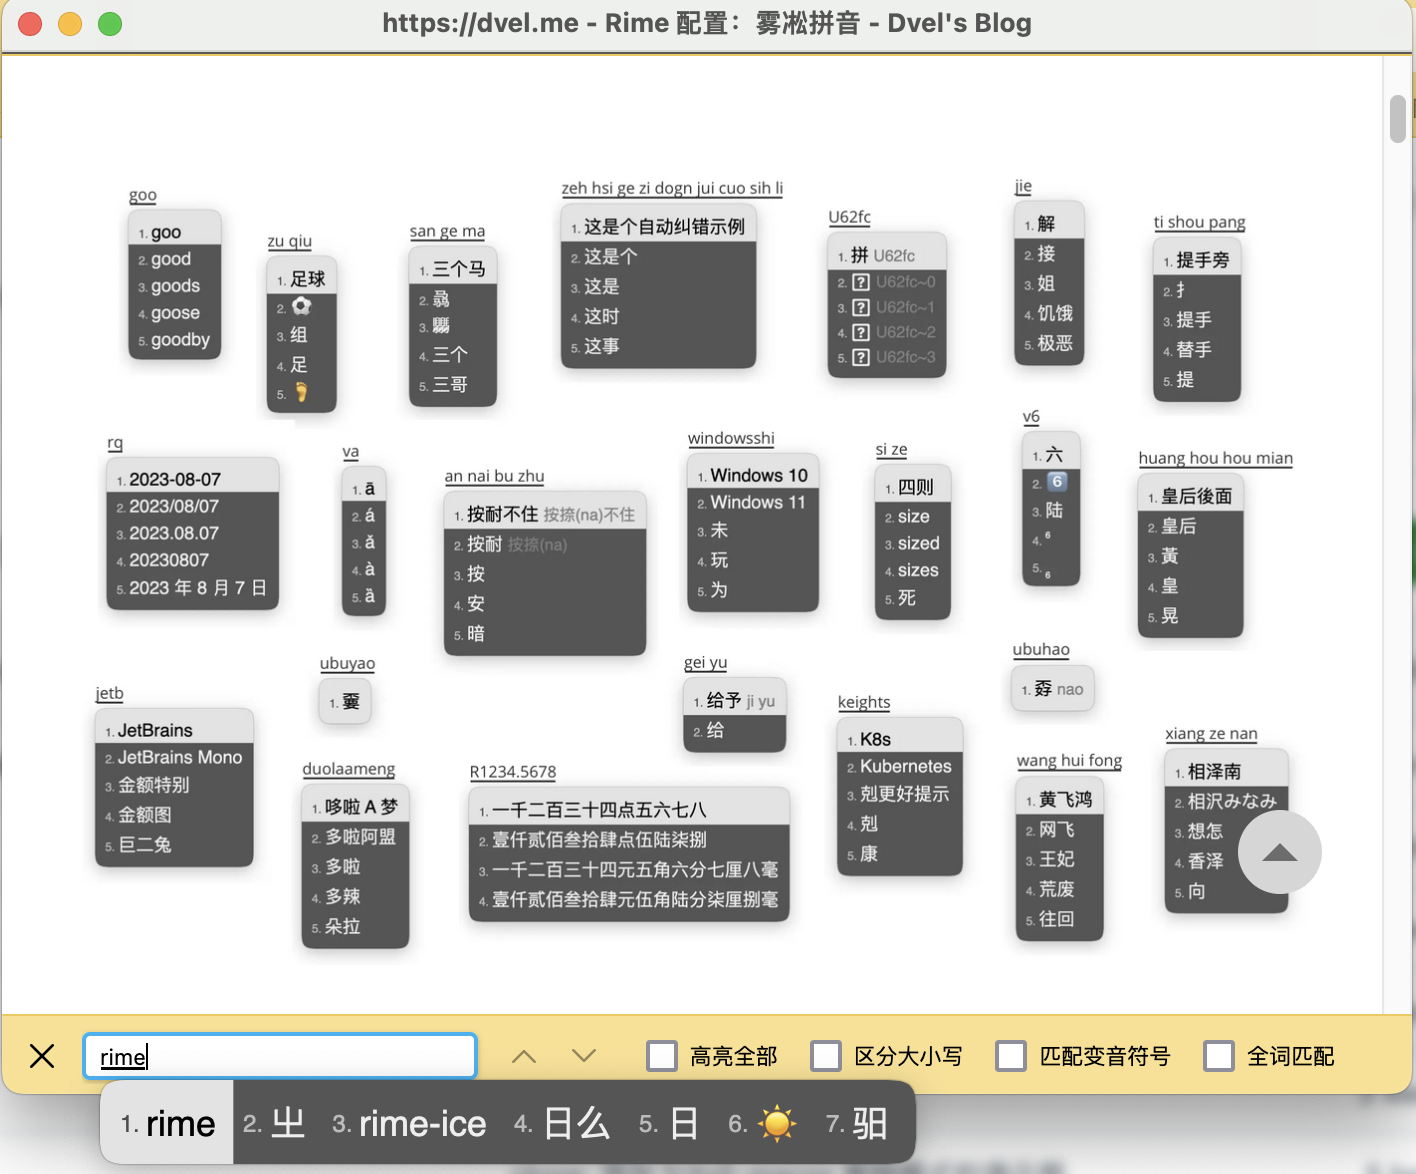 https://dvel.me - Rime 配置：雾凇拼音 - Dvel's Blog
goo
1. goo
2. good
3. goods
4. goose
5. goodby
zu qiu
1. 足球
2. ⚽
3. 组
4. 足
5. 🦶
san ge ma
1. 三个马
2. 骉
3. 
4. 三个
5. 三哥
zeh hsi ge zi dogn jui cuo sih li
1. 这是个自动纠错示例
2. 这是个
3. 这是
4. 这时
5. 这事
U62fc
1. 拼 U62fc
2. ? U62fc~0
3. ? U62fc~1
4. ? U62fc~2
5. ? U62fc~3
jie
1. 解
2. 接
3. 姐
4. 饥饿
5. 极恶
ti shou pang
1. 提手旁
2. 扌
3. 提手
4. 替手
5. 提
rq
1. 2023-08-07
2. 2023/08/07
3. 2023.08.07
4. 20230807
5. 2023 年 8 月 7 日
va
1. ā
2. á
3. ǎ
4. à
5. ȁ
an nai bu zhu
1. 按耐不住 按捺(na)不住
2. 按耐 按捺(na)
3. 按
4. 安
5. 暗
windowsshi
1. Windows 10
2. Windows 11
3. 未
4. 玩
5. 为
si ze
1. 四则
2. size
3. sized
4. sizes
5. 死
v6
1. 六
2. 6️⃣
3. 陆
4. ⁶
5. ₆
huang hou hou mian
1. 皇后後面
2. 皇后
3. 黃
4. 皇
5. 晃
jetb
1. JetBrains
2. JetBrains Mono
3. 金额特别
4. 金额图
5. 巨二兔
ubuyao
1. 嫑
duolaameng
1. 哆啦 A 梦
2. 多啦阿盟
3. 多啦
4. 多辣
5. 朵拉
R1234.5678
1. 一千二百三十四点五六七八
2. 壹仟贰佰叁拾肆点伍陆柒捌
3. 一千二百三十四元五角六分七厘八毫
4. 壹仟贰佰叁拾肆元伍角陆分柒厘捌毫
gei yu
1. 给予 ji yu
2. 给
keights
1. K8s
2. Kubernetes
3. 剋更好提示
4. 剋
5. 康
ubuhao
1. 孬 nao
wang hui fong
1. 黄飞鸿
2. 网飞
3. 王妃
4. 荒废
5. 往回
xiang ze nan
1. 相泽南
2. 相沢みなみ
3. 想怎
4. 香泽
5. 向
rime
高亮全部
区分大小写
匹配变音符号
全词匹配
1. rime 2. 㞢 3. rime-ice 4. 日么 5. 日 6. ☀️ 7. 驲